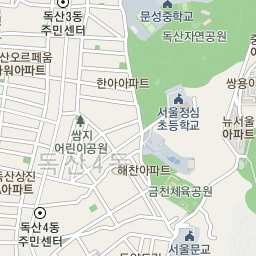 독산3동
주민센터
문성중학교
독산자연공원
산오르페움
파워아파트
한아아파트
쌍용
서울정심
초등학교
뉴서울
아파트
쌈지
어린이공원
독산4동
독산상진
아파트
해찬아파트
금천체육공원
독산4동
주민센터
서울문교